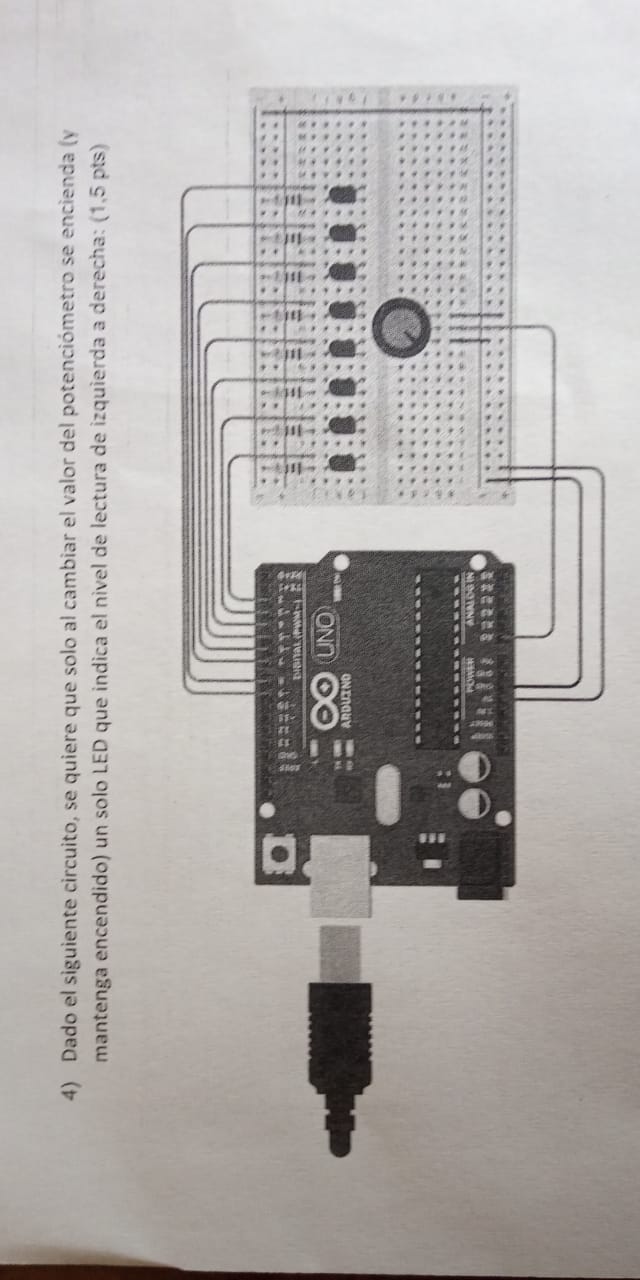 4) Dado el siguiente circuito, se quiere que solo al cambiar el valor del potenciómetro se encienda (y
mantenga encendido) un solo LED que indica el nivel de lectura de izquierda a derecha: (1,5 pts)
DIGITAL (PWM~)
UNO
ARDUINO
POWER
ANALOG IN